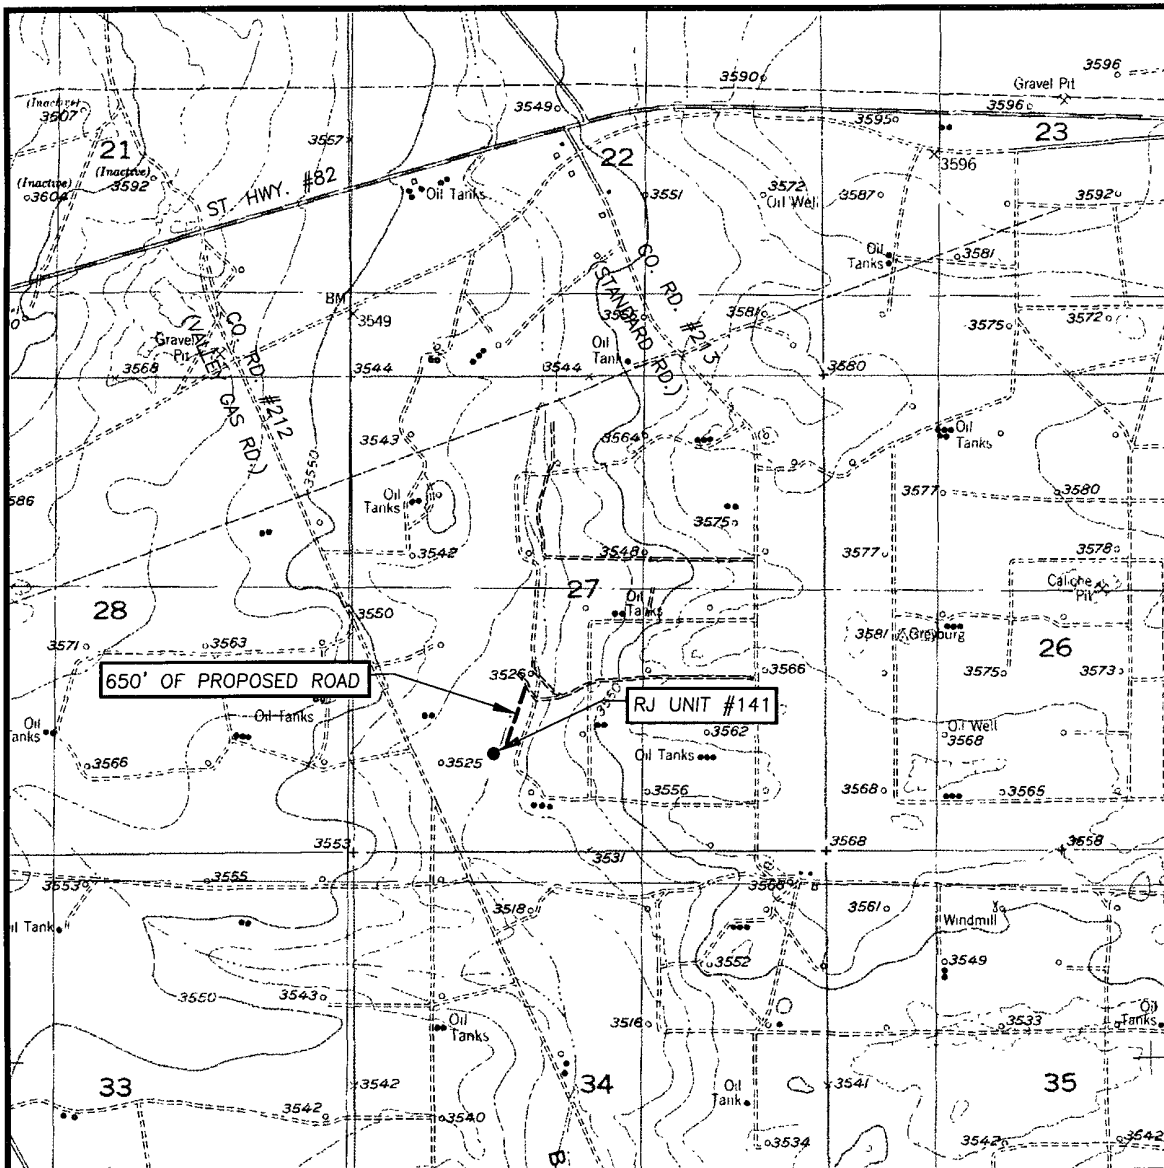 3590
3596
Gravel Pit
(Inactive)
3507
3549
3596
3595
3557
21
22
23
(Inactive)
3592
3596
(Inactive)
3604
ST. HWY. #82
Oil Tanks
3551
3572
Oil Well
3587
3592
Oil
Tanks
3581
BM
3549
CO. RD. #213
(STANDARD RD.)
3581
3575
3572
Gravel
Pit
CO. RD. #212
(VALLEY GAS RD.)
3568
3544
Oil
Tank
3544
3580
3543
3564
Oil
Tanks
3550
586
Oil
Tanks
3577
3580
3575
3542
3548
3577
3578
28
27
Oil
Tanks
Caliche
Pit
3550
3571
3563
3581
Grayburg
26
3526
3566
3575
3573
650' OF PROPOSED ROAD
RJ UNIT #141
3550
Oil
Tanks
Oil Tanks
3562
Oil Well
3568
3566
3525
Oil Tanks
3556
3568
3565
3553
3531
3568
3558
3553
3555
3518
3561
Windmill
il Tank
3552
3549
3550
3543
Oil
Tanks
3516
3533
Oil
Tanks
33
3542
34
Oil
Tank
3541
35
3542
3540
3534
3542
3542
B